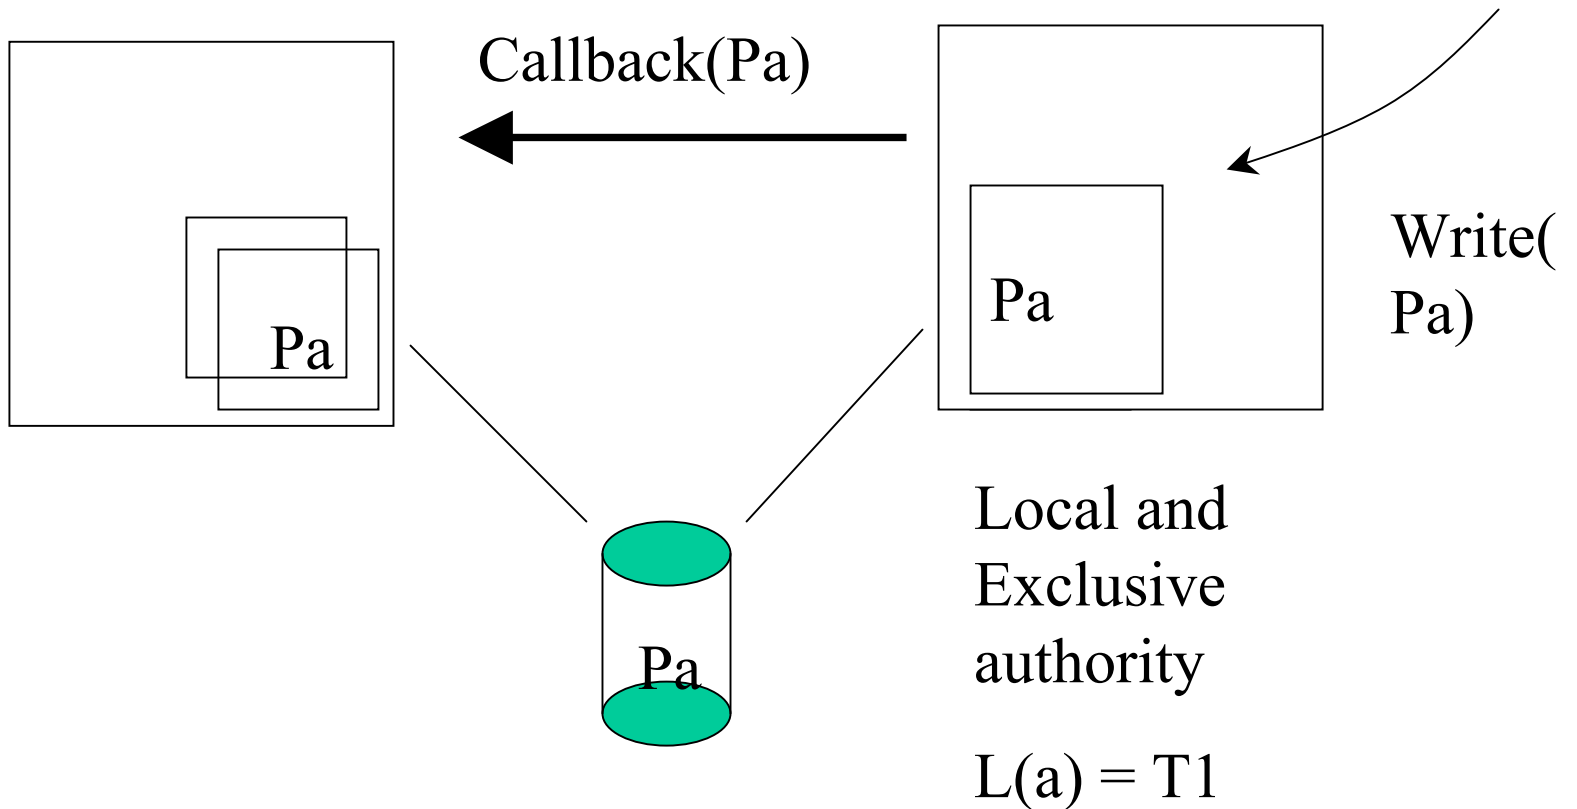 Callback(Pa)
Write(
Pa)
Pa
Pa
Local and
Exclusive
authority
Pa
L(a) = T1